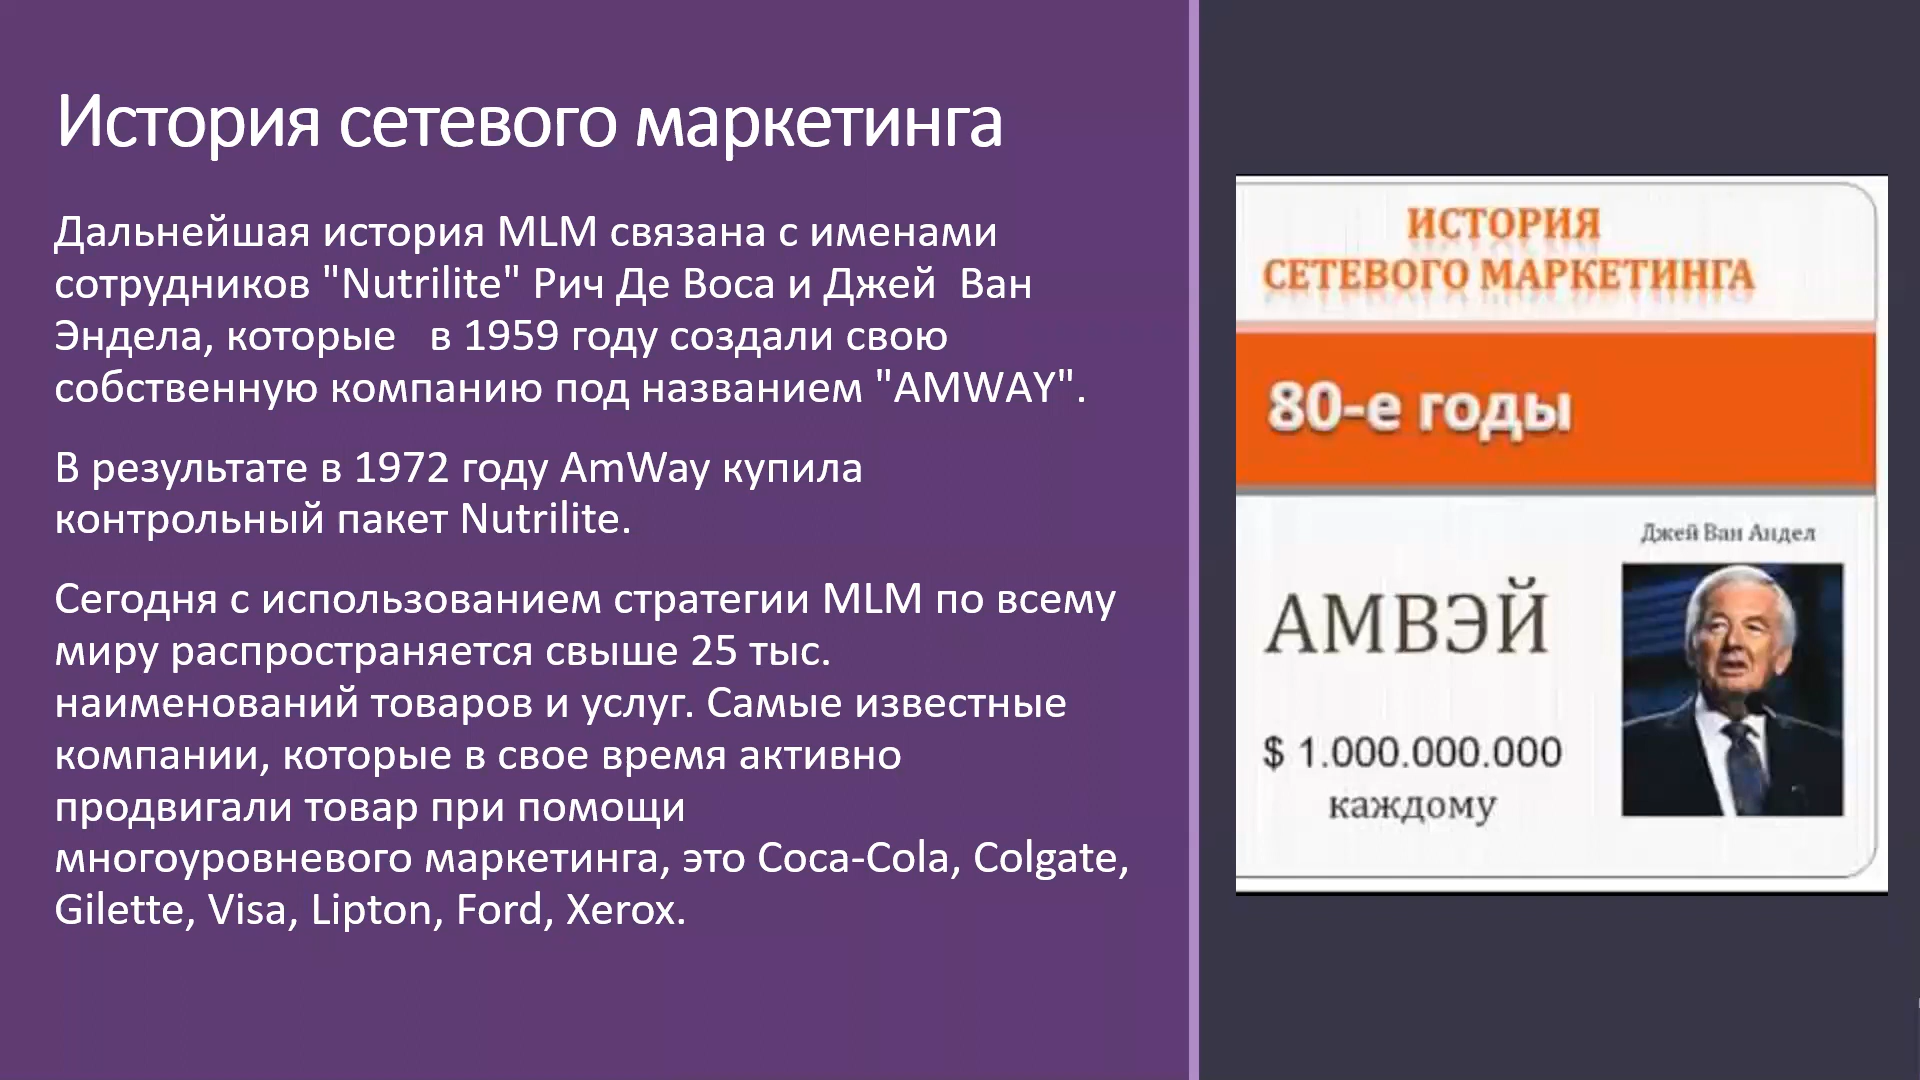 История сетевого маркетинга
Дальнейшая история MLM связана с именами
сотрудников "Nutrilite" Рич Де Воса и Джей  Ван
Эндела, которые   в 1959 году создали свою
собственную компанию под названием "AMWAY".
В результате в 1972 году AmWay купила
контрольный пакет Nutrilite.
Сегодня с использованием стратегии MLM по всему
миру распространяется свыше 25 тыс.
наименований товаров и услуг. Самые известные
компании, которые в свое время активно
продвигали товар при помощи
многоуровневого маркетинга, это Coca-Cola, Colgate,
Gilette, Visa, Lipton, Ford, Xerox.
ИСТОРИЯ
СЕТЕВОГО МАРКЕТИНГА
80-е годы
Джей Ван Андел
АМВЭЙ
$ 1.000.000.000
каждому